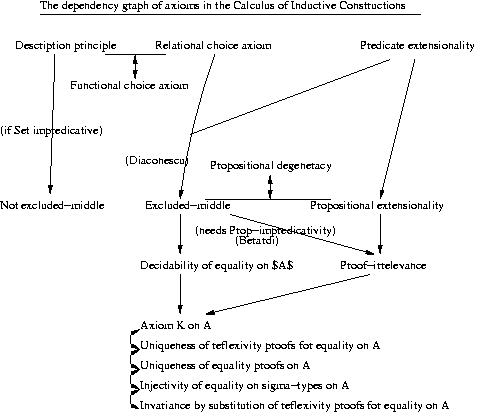 The dependency graph of axioms in the Calculus of Inductive Constructions
Description principle Relational choice axiom Predicate extensionality
Functional choice axiom
(if Set impredicative)
(Diaconescu)
Propositional degeneracy
Not excluded-middle Excluded-middle Propositional extensionality
(needs Prop-impredicativity)
(Berardi)
Decidability of equality on $A$ Proof-irrelevance
Axiom K on A
Uniqueness of reflexivity proofs for equality on A
Uniqueness of equality proofs on A
Injectivity of equality on sigma-types on A
Invariance by substitution of reflexivity proofs for equality on A